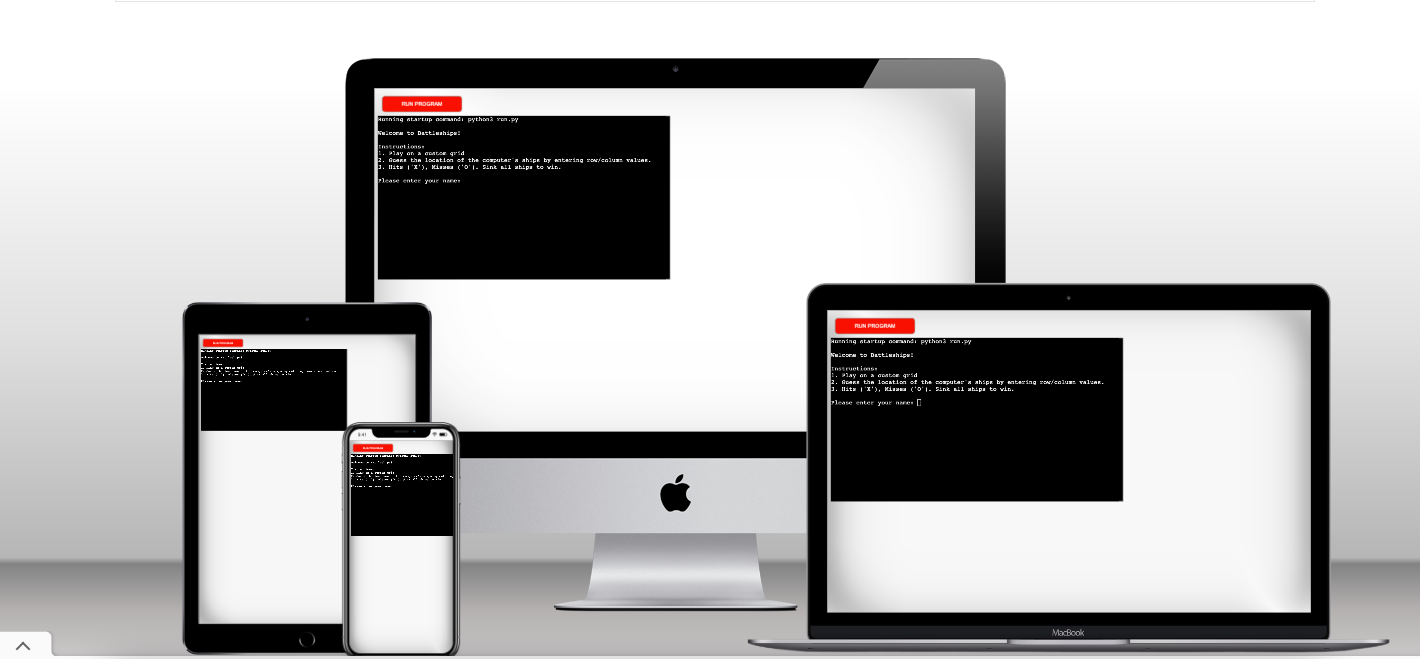 RUN PROGRAM
Running startup command: python3 run.py
Welcome to Battleships!
Instructions:
1. Play on a custom grid
2. Guess the location of the computer's ships by entering row/column values.
3. Hits ('X'), Misses ('O'). Sink all ships to win.
Please enter your name:
RUN PROGRAM
Running startup command: python3 run.py
Welcome to Battleships!
Instructions:
1. Play on a custom grid
2. Guess the location of the computer's ships by entering row/column values.
3. Hits ('X'), Misses ('O'). Sink all ships to win.
Please enter your name:
RUN PROGRAM
9:41
RUN PROGRAM
MacBook